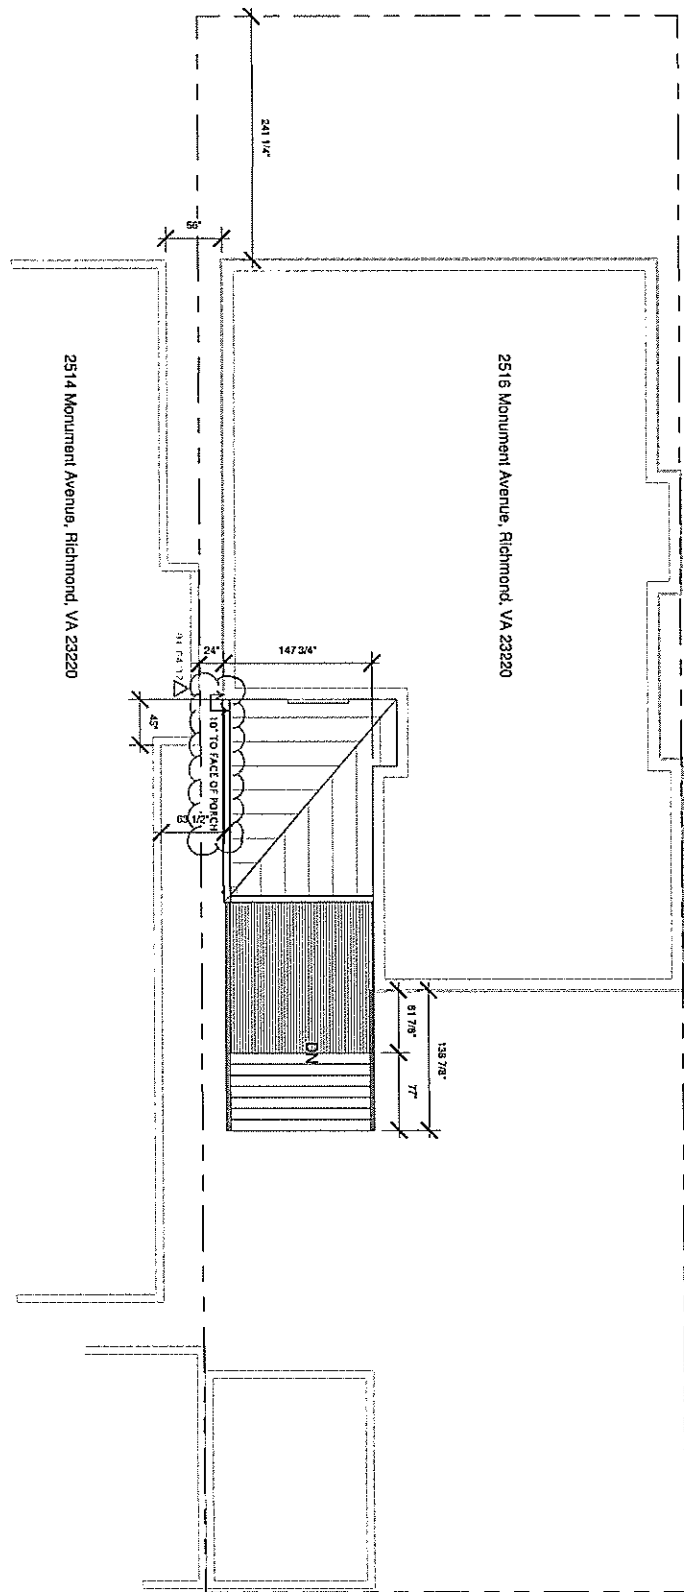 241 1/4"
56"
2514 Monument Avenue, Richmond, VA 23220
2516 Monument Avenue, Richmond, VA 23220
24"
147 3/4"
45"
10" TO FACE OF PORCH
63 1/2"
DN
61 7/8"
77"
138 7/8"